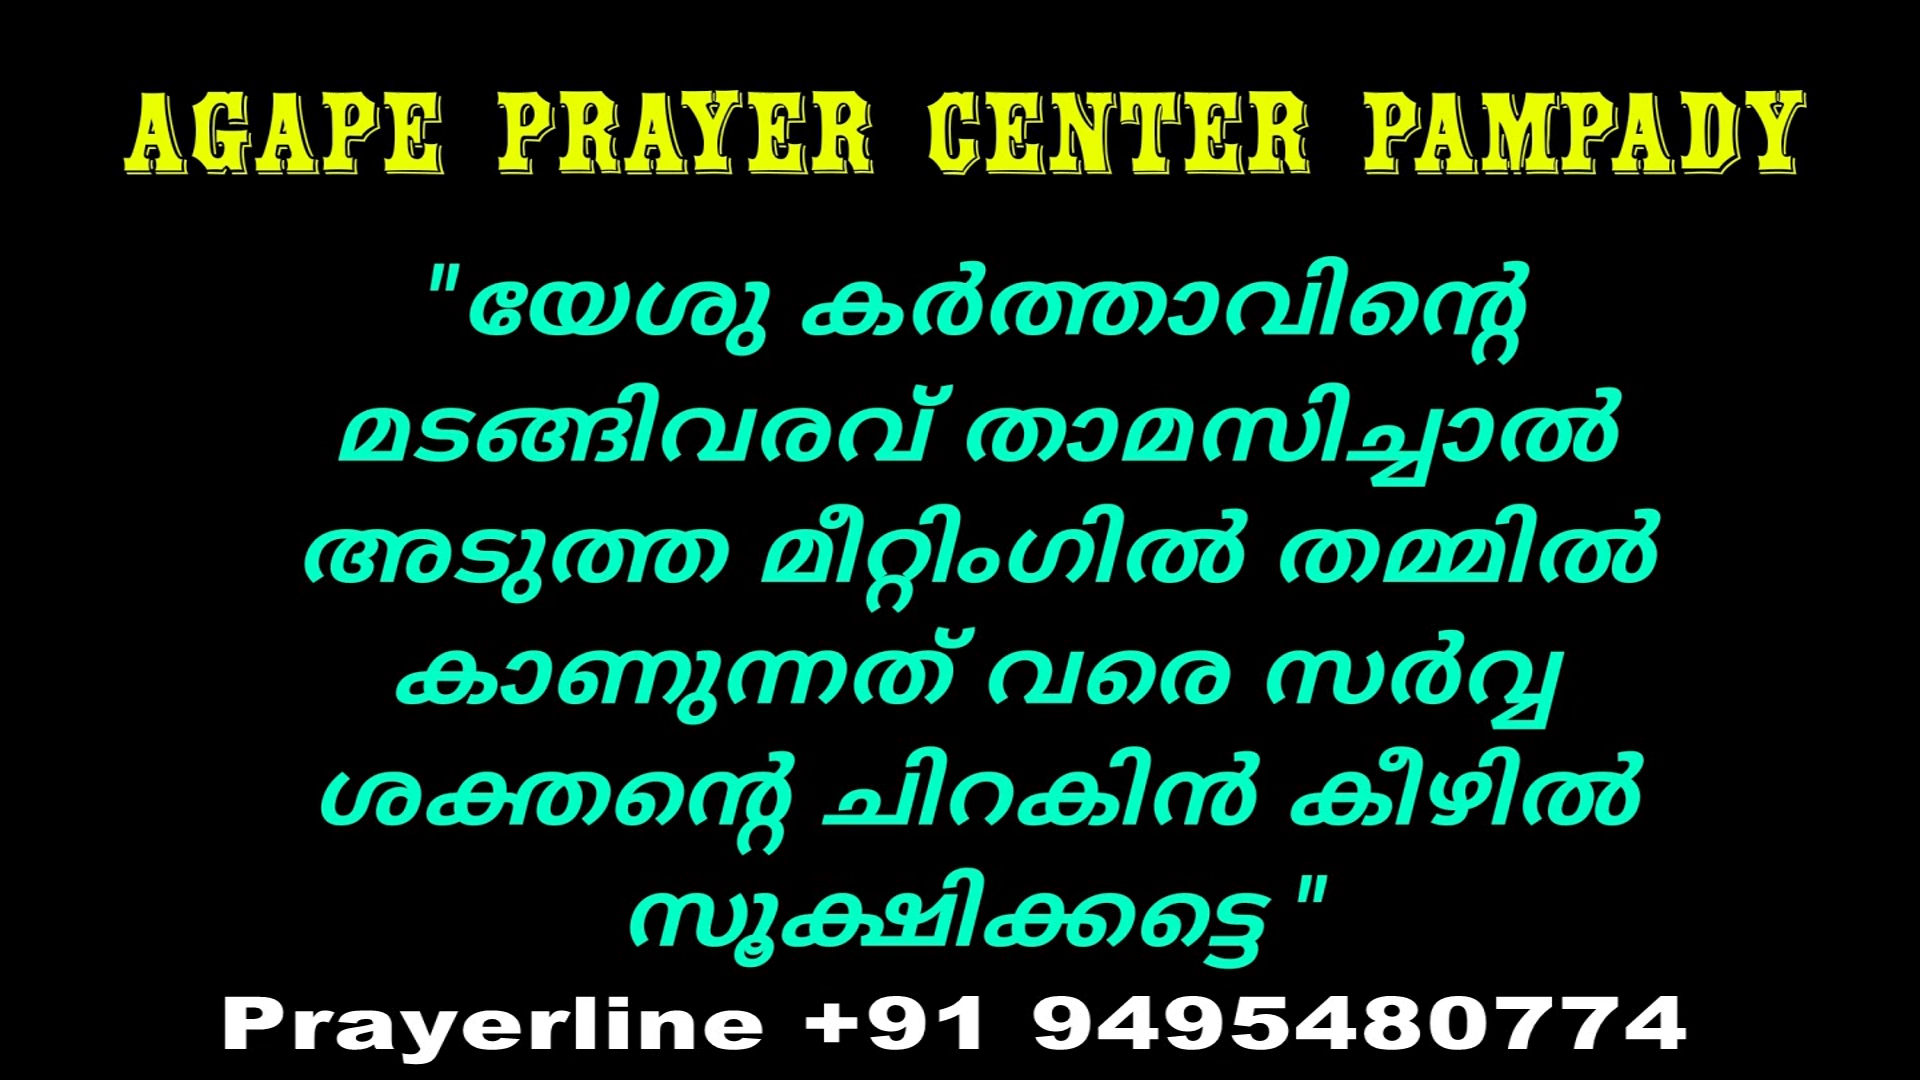 AGAPE PRAYER CENTER PAMPADY
"യേശു കർത്താവിന്റെ
മടങ്ങിവരവ് താമസിച്ചാൽ
അടുത്ത മീറ്റിംഗിൽ തമ്മിൽ
കാണുന്നത് വരെ സർവ്വ
ശക്തന്റെ ചിറകിൻ കീഴിൽ
സൂക്ഷിക്കട്ടെ "
Prayerline +91 9495480774